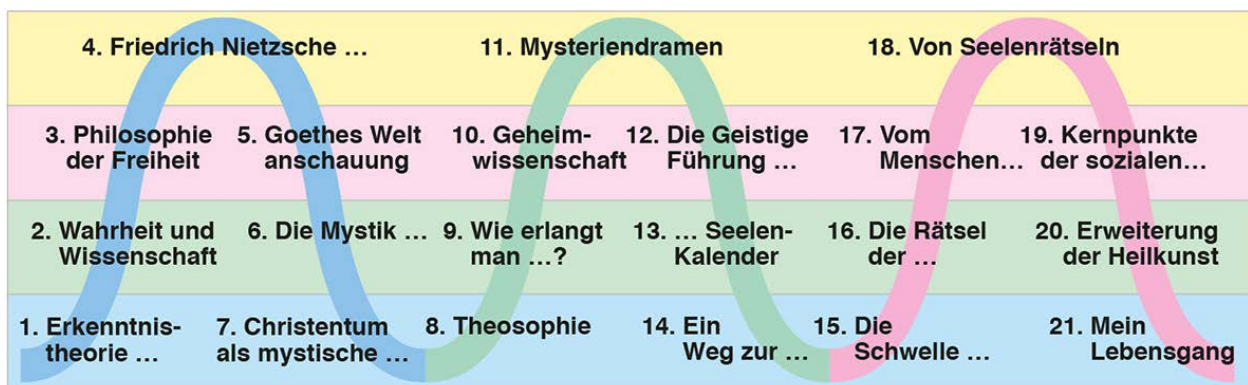 4. Friedrich Nietzsche …
11. Mysteriendramen
18. Von Seelenrätseln
3. Philosophie
der Freiheit
5. Goethes Welt
anschauung
10. Geheim-
wissenschaft
12. Die Geistige
Führung …
17. Vom
Menschen…
19. Kernpunkte
der sozialen…
2. Wahrheit und
Wissenschaft
6. Die Mystik …
9. Wie erlangt
man …?
13. … Seelen-
Kalender
16. Die Rätsel
der …
20. Erweiterung
der Heilkunst
1. Erkenntnis-
theorie …
7. Christentum
als mystische …
8. Theosophie
14. Ein
Weg zur …
15. Die
Schwelle …
21. Mein
Lebensgang